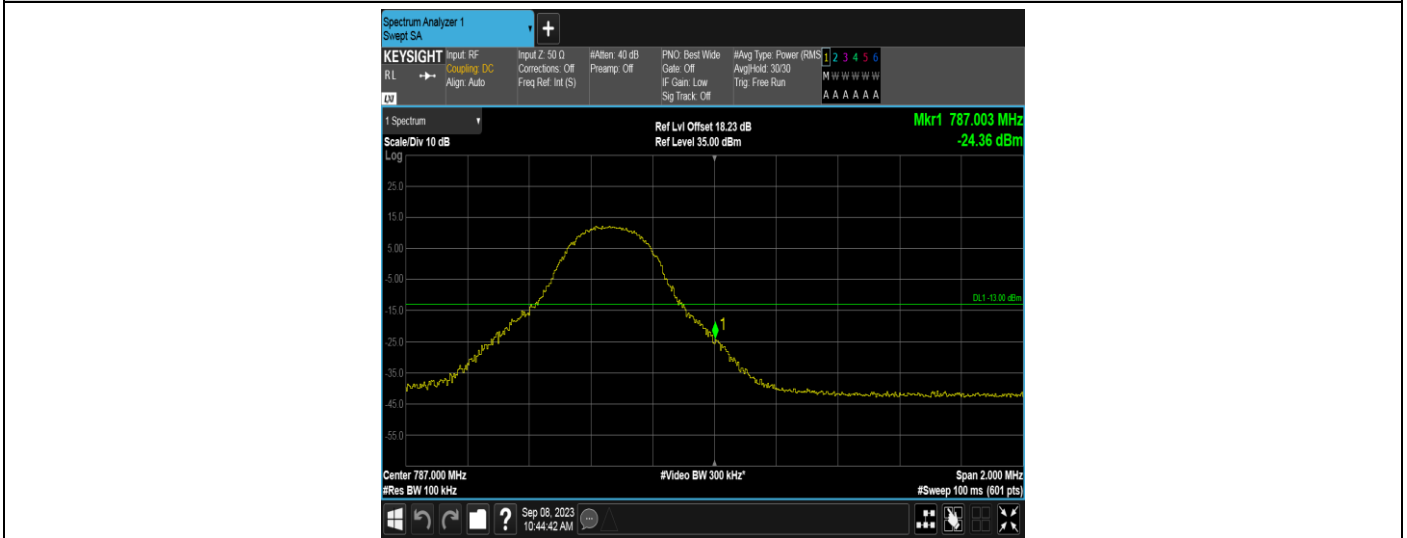 Spectrum Analyzer 1
Swept SA
+
KEYSIGHT
RL
LXI
Input: RF
Coupling: DC
Align: Auto
Input Z: 50 Ω
Corrections: Off
Freq Ref: Int (S)
#Atten: 40 dB
Preamp: Off
PNO: Best Wide
Gate: Off
IF Gain: Low
Sig Track: Off
#Avg Type: Power (RMS
Avg|Hold: 30/30
Trig: Free Run
1 2 3 4 5 6
M W W W W W
A A A A A A
1 Spectrum
Scale/Div 10 dB
Log
Ref Lvl Offset 18.23 dB
Ref Level 35.00 dBm
Mkr1 787.003 MHz
-24.36 dBm
25.0
15.0
5.00
-5.00
-15.0
-25.0
-35.0
-45.0
-55.0
DL1 -13.00 dBm
1
Center 787.000 MHz
#Res BW 100 kHz
#Video BW 300 kHz*
Span 2.000 MHz
#Sweep 100 ms (601 pts)
?
Sep 08, 2023
10:44:42 AM